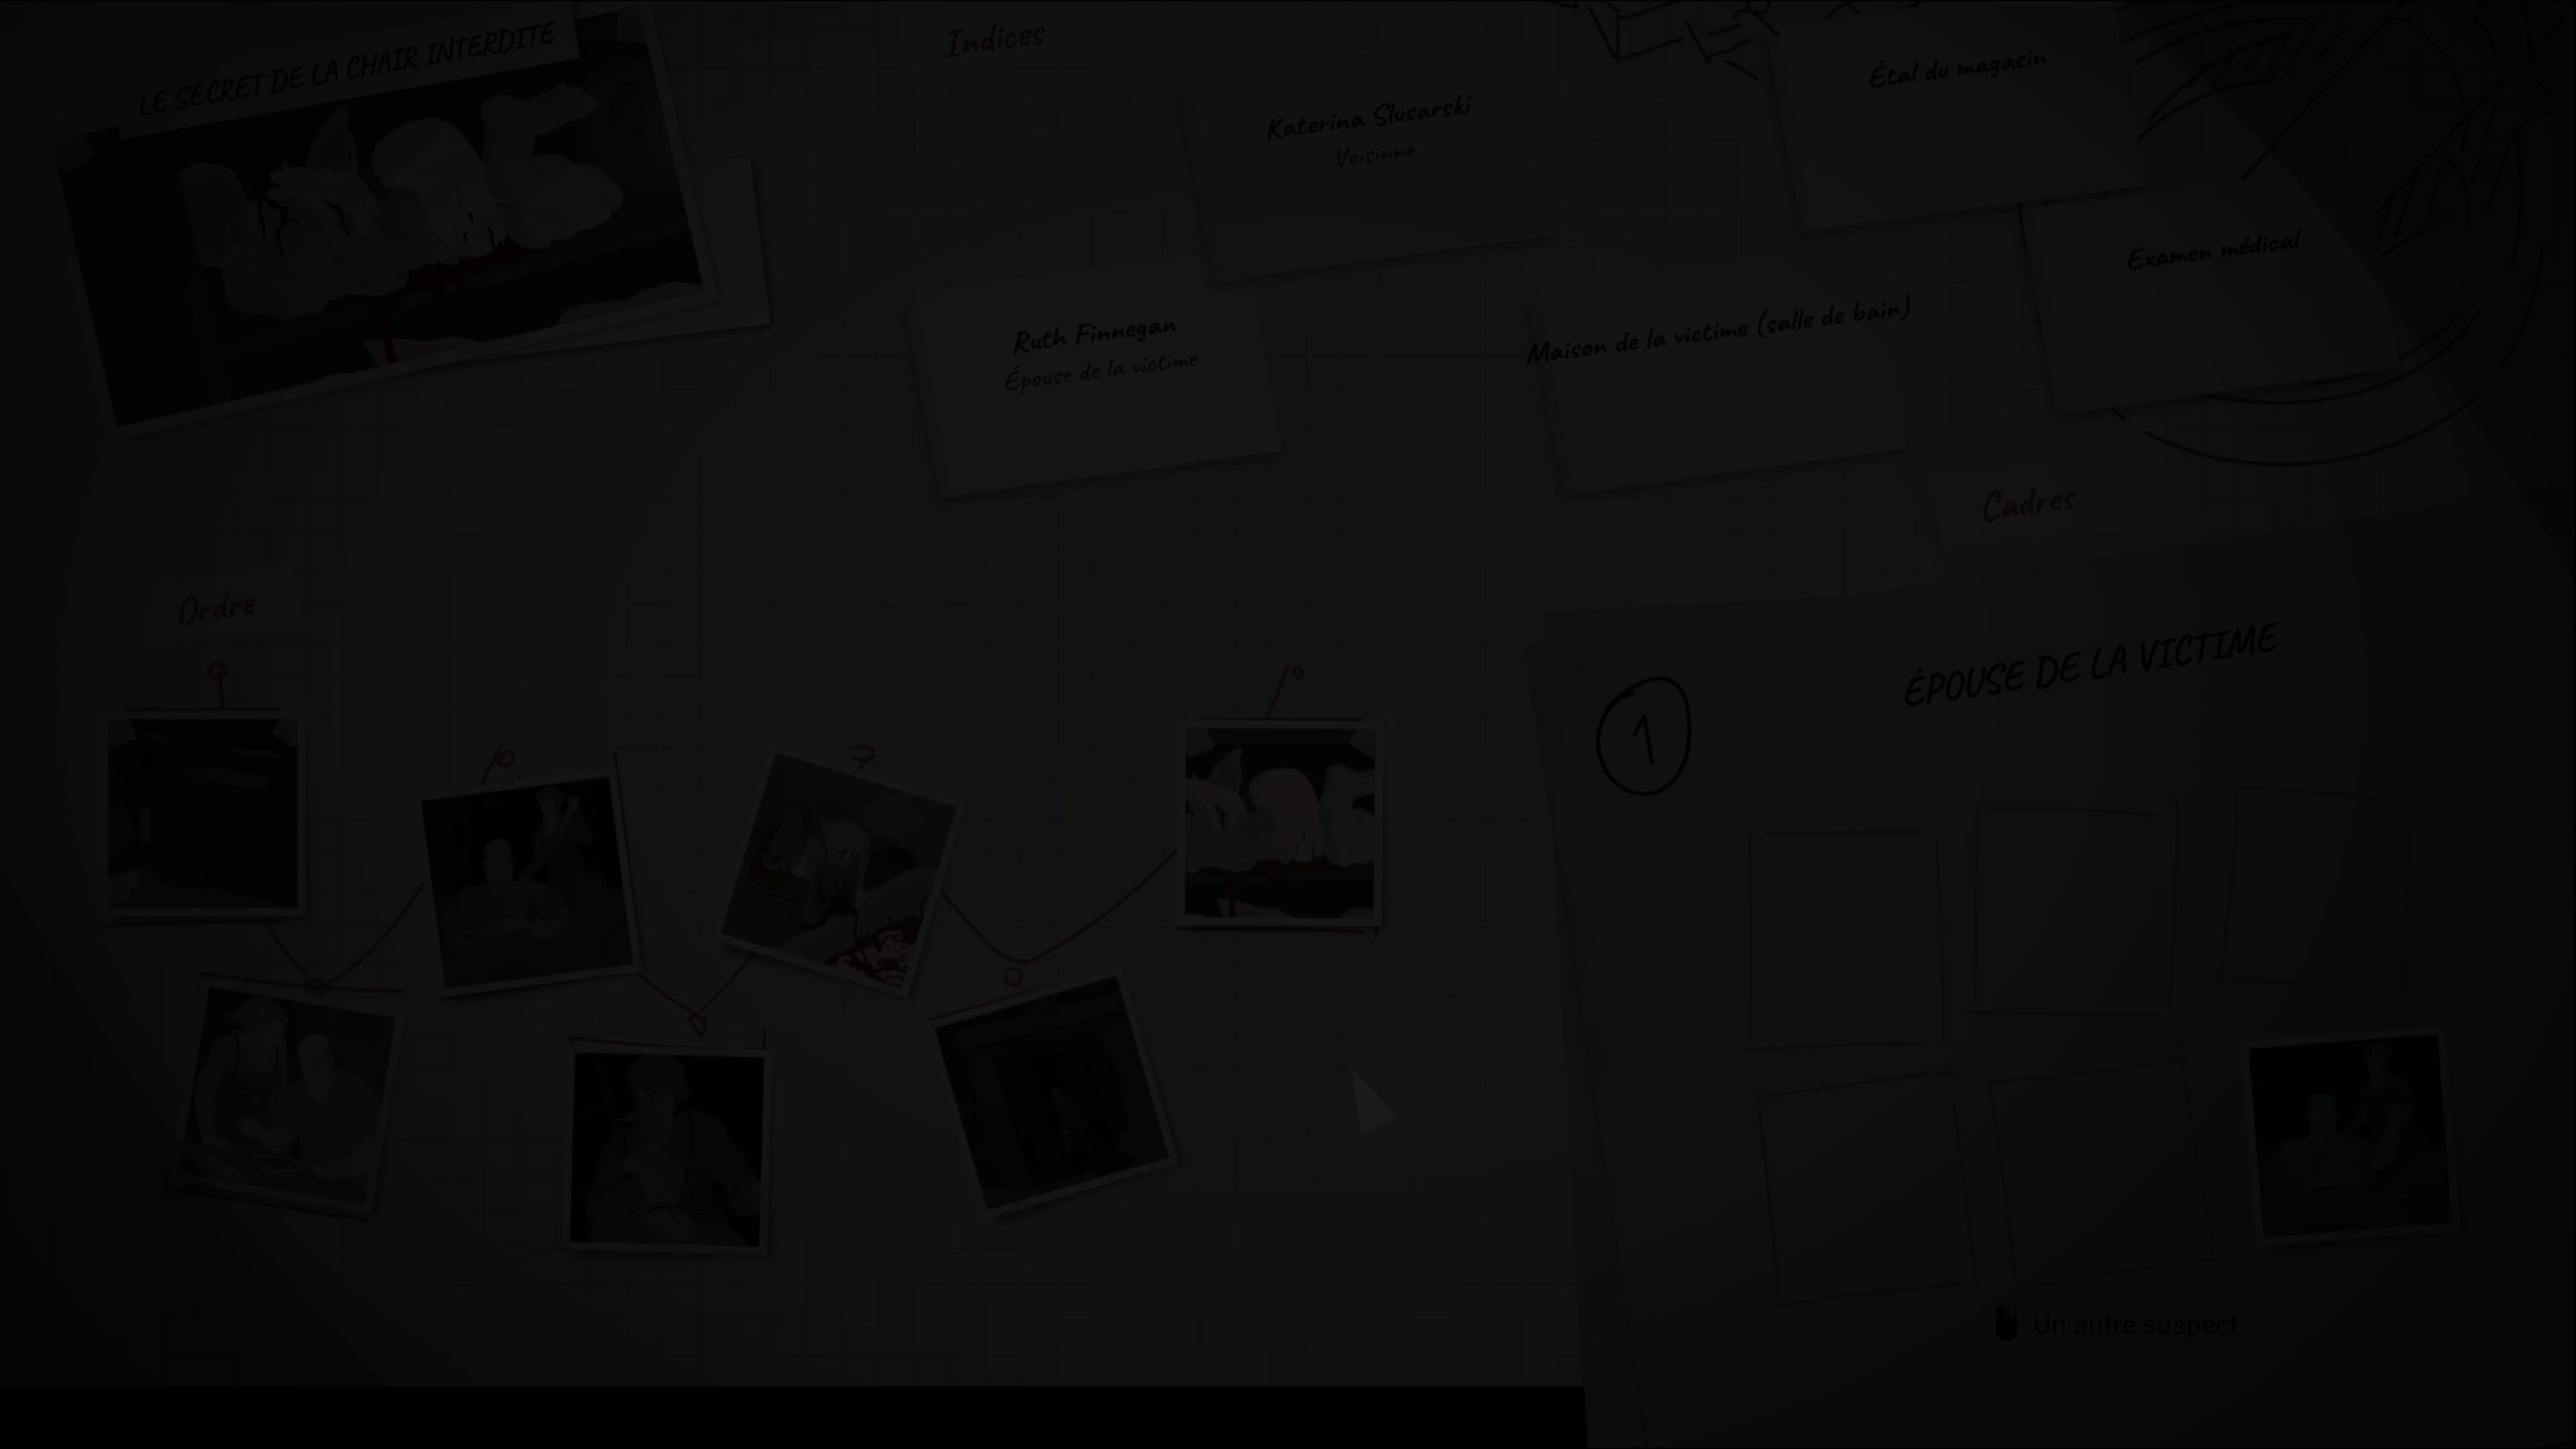 LE SECRET DE LA CHAIR INTERDITE
Indices
Katerina Slusarski
Voisinne
Étal du magasin
Ruth Finnegan
Épouse de la victime
Maison de la victime (salle de bain)
Examen médical
Cadres
Ordre
1
ÉPOUSE DE LA VICTIME
Un autre suspect